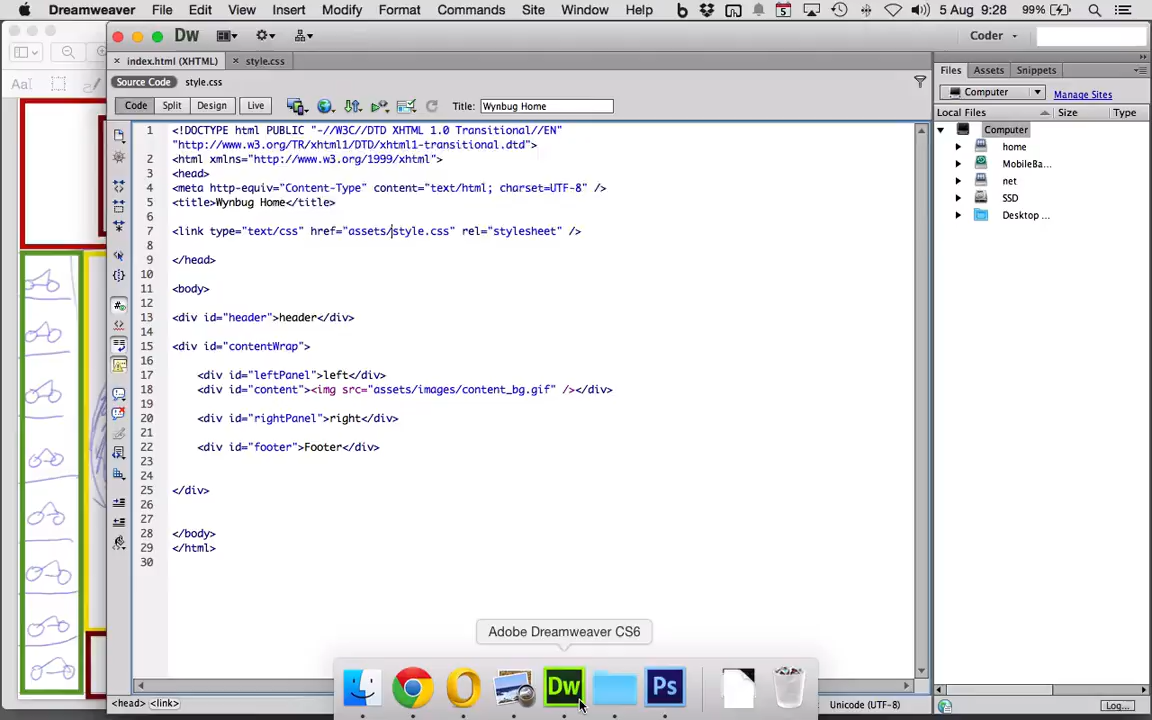 Dreamweaver File Edit View Insert Modify Format Commands Site Window Help 5 5 Aug 9:28 99%
Dw Coder
index.html (XHTML) style.css
Source Code style.css
Code Split Design Live Title: Wynbug Home
Files Assets Snippets
Computer Manage Sites
Local Files Size Type
Computer
home
MobileBa...
net
SSD
Desktop ...
1 <!DOCTYPE html PUBLIC "-//W3C//DTD XHTML 1.0 Transitional//EN"
"http://www.w3.org/TR/xhtml1/DTD/xhtml1-transitional.dtd">
2 <html xmlns="http://www.w3.org/1999/xhtml">
3 <head>
4 <meta http-equiv="Content-Type" content="text/html; charset=UTF-8" />
5 <title>Wynbug Home</title>
6
7 <link type="text/css" href="assets/style.css" rel="stylesheet" />
8
9 </head>
10
11 <body>
12
13 <div id="header">header</div>
14
15 <div id="contentWrap">
16
17 <div id="leftPanel">left</div>
18 <div id="content"><img src="assets/images/content_bg.gif" /></div>
19
20 <div id="rightPanel">right</div>
21
22 <div id="footer">Footer</div>
23
24
25 </div>
26
27
28 </body>
29 </html>
30
Adobe Dreamweaver CS6
Dw Ps
<head> <link> Unicode (UTF-8) Log...